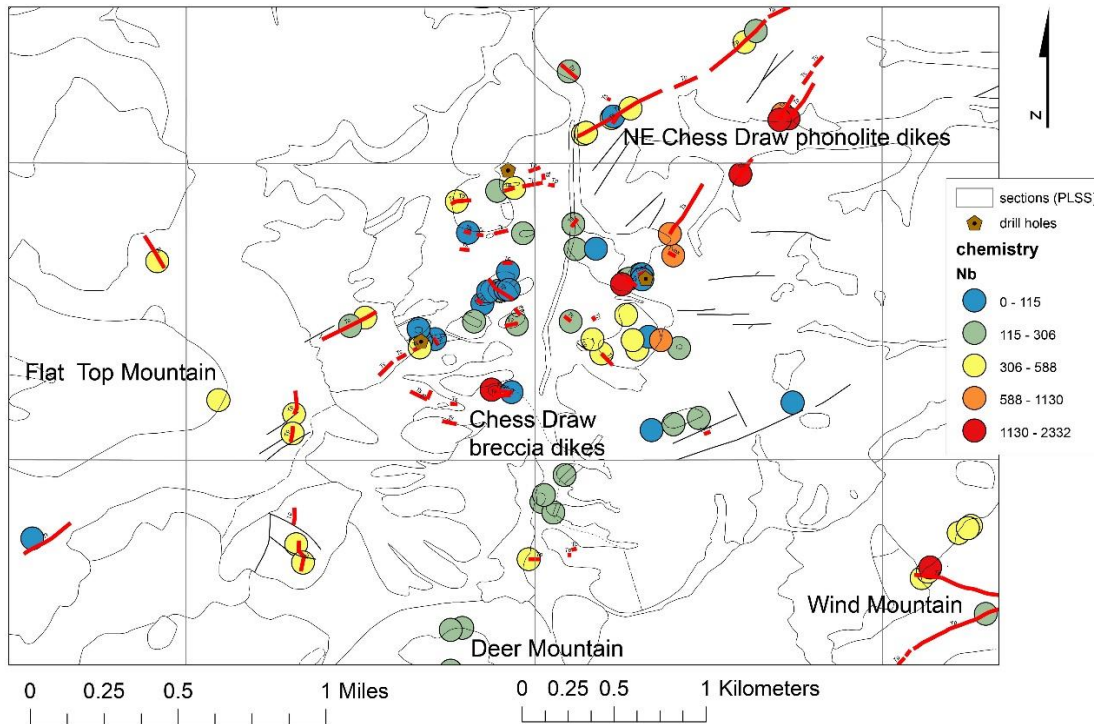 N
NE Chess Draw phonolite dikes
sections (PLSS)
drill holes
chemistry
Nb
0 - 115
115 - 306
306 - 588
588 - 1130
1130 - 2332
Flat Top Mountain
Chess Draw
breccia dikes
Wind Mountain
Deer Mountain
0 0.25 0.5 1 Miles
0 0.25 0.5 1 Kilometers